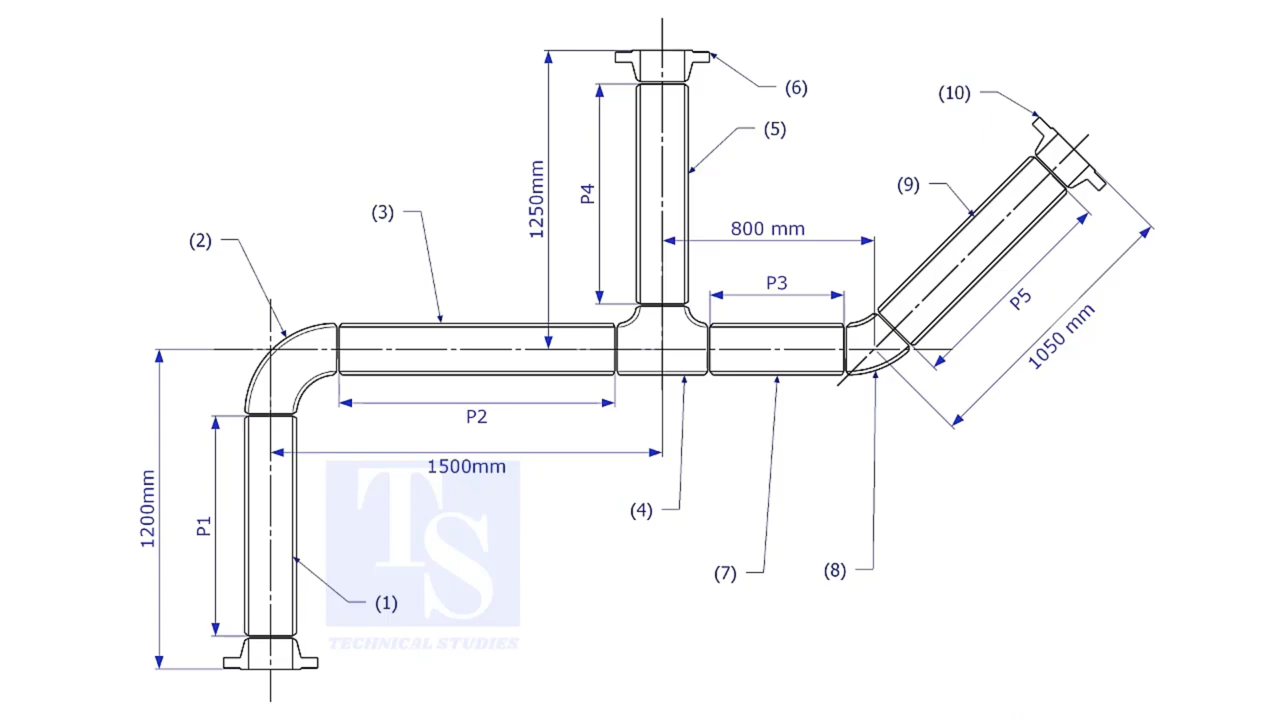 (6)
(10)
(5)
(9)
1250mm
P4
(3)
800 mm
(2)
P3
P5
1050 mm
P2
1500mm
1200mm
P1
(4)
(7)
(8)
(1)
TS
TECHNICAL STUDIES